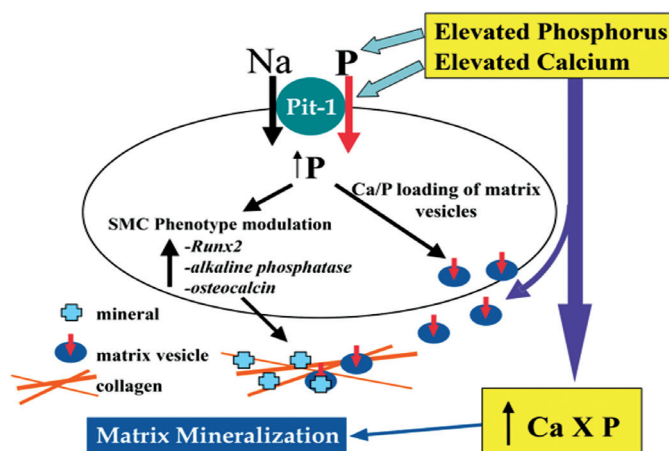 Elevated Phosphorus
Elevated Calcium
Na
P
Pit-1
↑P
Ca/P loading of matrix
vesicles
SMC Phenotype modulation
-Runx2
-alkaline phosphatase
-osteocalcin
mineral
matrix vesicle
collagen
Matrix Mineralization
↑ Ca X P